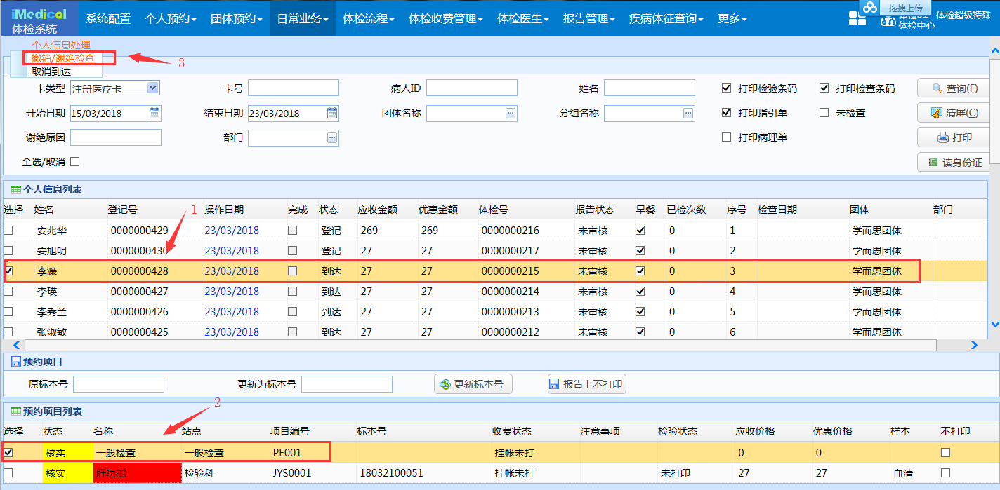 iMedical
体检系统
系统配置 个人预约 团体预约 日常业务 体检流程 体检收费管理 体检医生 报告管理 疾病体征查询 更多
拖拽上传
体检中心
体检超级特殊
个人信息处理
撤销/谢绝检查 3
取消到达
卡类型 注册医疗卡 卡号 病人ID 姓名 打印检验条码 打印检查条码 查询(F)
开始日期 15/03/2018 结束日期 23/03/2018 团体名称 分组名称 打印指引单 未检查 清屏(C)
谢绝原因 部门 打印病理单 打印
全选/取消 读身份证
个人信息列表
1
选择 姓名 登记号 操作日期 完成 状态 应收金额 优惠金额 体检号 报告状态 早餐 已检次数 序号 检查日期 团体 部门
安兆华 0000000429 23/03/2018 登记 269 269 0000000216 未审核 0 1 学而思团体
安旭明 0000000430 23/03/2018 登记 27 27 0000000217 未审核 0 2 学而思团体
李濂 0000000428 23/03/2018 到达 27 27 0000000215 未审核 0 3 学而思团体
李瑛 0000000427 23/03/2018 到达 27 27 0000000214 未审核 0 4 学而思团体
李秀兰 0000000426 23/03/2018 到达 27 27 0000000213 未审核 0 5 学而思团体
张淑敏 0000000425 23/03/2018 到达 27 27 0000000212 未审核 0 6 学而思团体
预约项目
原标本号 更新为标本号 更新标本号 报告上不打印
2
预约项目列表
选择 状态 名称 站点 项目编号 标本号 收费状态 注意事项 检验状态 应收价格 优惠价格 样本 不打印
核实 一般检查 一般检查 PE001 挂帐未打 0 0
核实 肝功能 检验科 JYS0001 18032100051 挂帐未打 未打印 27 27 血清